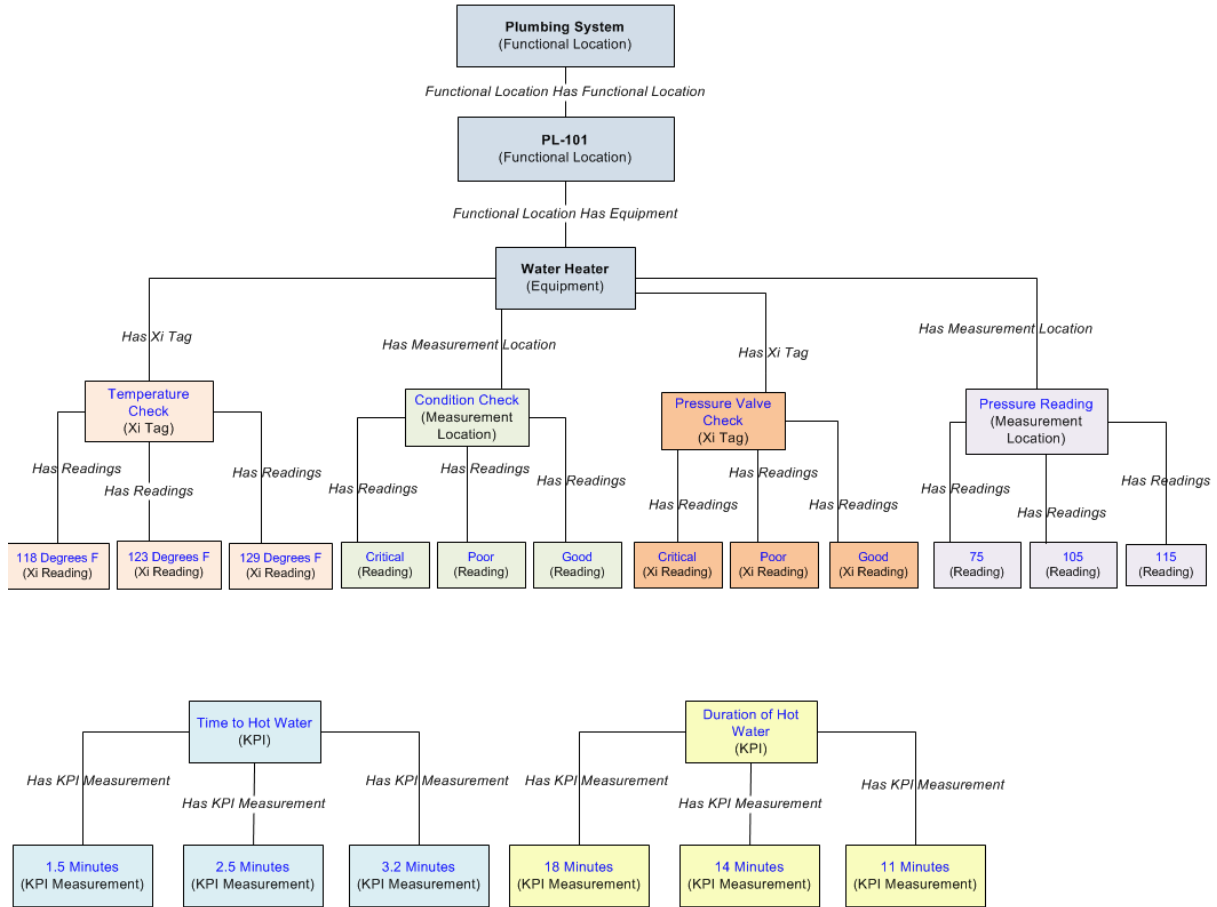 Plumbing System
(Functional Location)
Functional Location Has Functional Location
PL-101
(Functional Location)
Functional Location Has Equipment
Water Heater
(Equipment)
Has Xi Tag
Has Measurement Location
Has Xi Tag
Has Measurement Location
Temperature
Check
(Xi Tag)
Condition Check
(Measurement
Location)
Pressure Valve
Check
(Xi Tag)
Pressure Reading
(Measurement
Location)
Has Readings
Has Readings
Has Readings
Has Readings
Has Readings
Has Readings
Has Readings
Has Readings
Has Readings
Has Readings
Has Readings
Has Readings
118 Degrees F
(Xi Reading)
123 Degrees F
(Xi Reading)
129 Degrees F
(Xi Reading)
Critical
(Reading)
Poor
(Reading)
Good
(Reading)
Critical
(Xi Reading)
Poor
(Xi Reading)
Good
(Xi Reading)
75
(Reading)
105
(Reading)
115
(Reading)
Time to Hot Water
(KPI)
Duration of Hot
Water
(KPI)
Has KPI Measurement
Has KPI Measurement
Has KPI Measurement
Has KPI Measurement
Has KPI Measurement
Has KPI Measurement
1.5 Minutes
(KPI Measurement)
2.5 Minutes
(KPI Measurement)
3.2 Minutes
(KPI Measurement)
18 Minutes
(KPI Measurement)
14 Minutes
(KPI Measurement)
11 Minutes
(KPI Measurement)